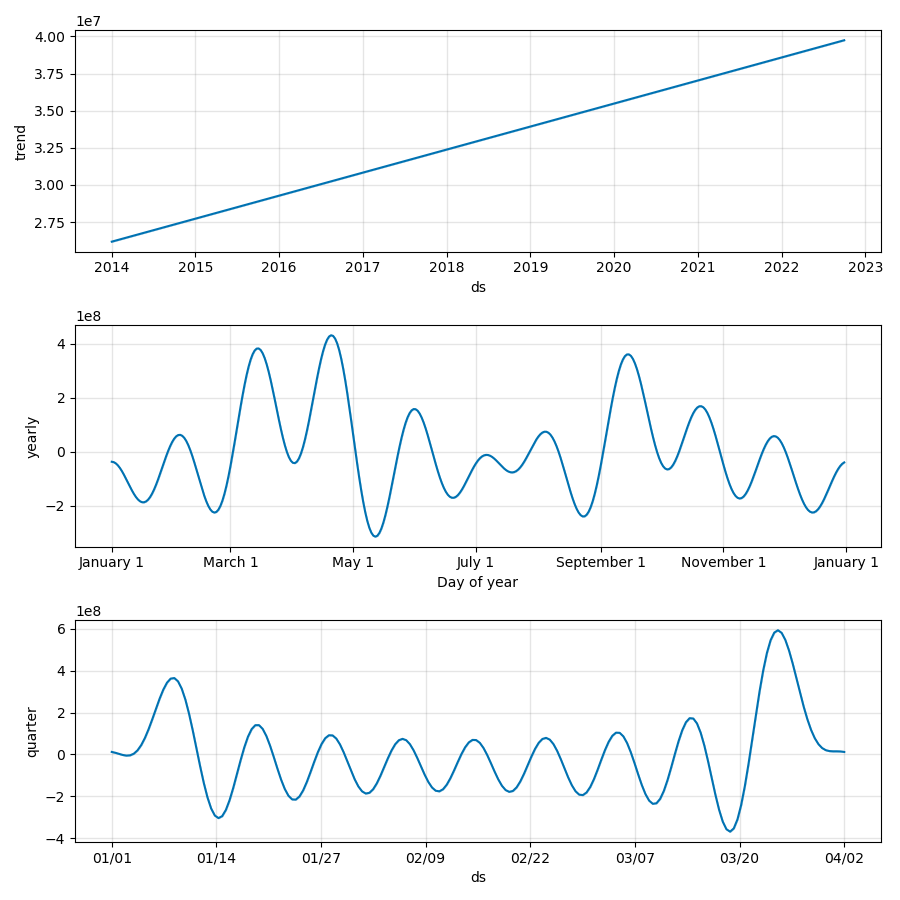 1e7
4.00
3.75
3.50
3.25
3.00
2.75
trend
2014 2015 2016 2017 2018 2019 2020 2021 2022 2023
ds
1e8
4
2
0
−2
yearly
January 1 March 1 May 1 July 1 September 1 November 1 January 1
Day of year
1e8
6
4
2
0
−2
−4
quarter
01/01 01/14 01/27 02/09 02/22 03/07 03/20 04/02
ds